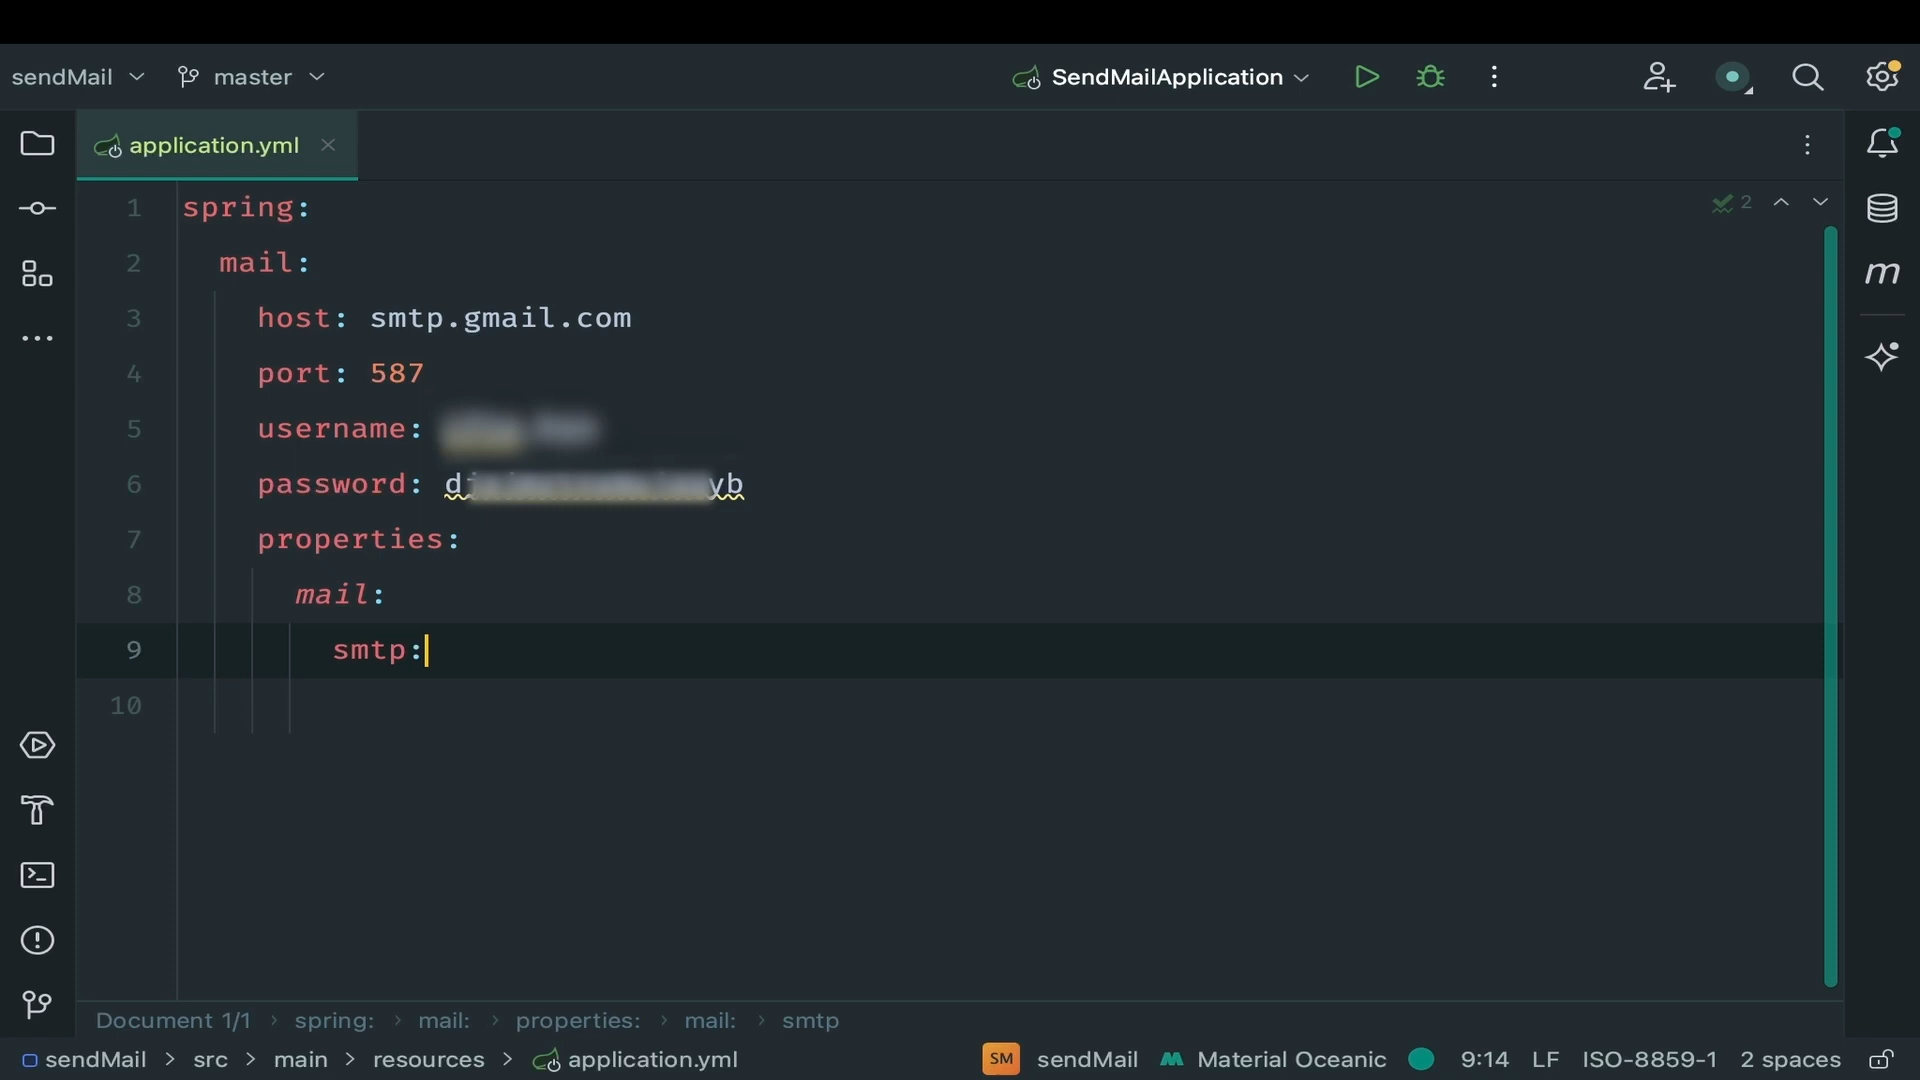 sendMail master SendMailApplication
application.yml
2
1 spring:
2 mail:
3 host: smtp.gmail.com
4 port: 587
5 username:
6 password:
7 properties:
8 mail:
9 smtp:
10
m
Document 1/1 > spring: > mail: > properties: > mail: > smtp
sendMail > src > main > resources > application.yml SM sendMail Material Oceanic 9:14 LF ISO-8859-1 2 spaces